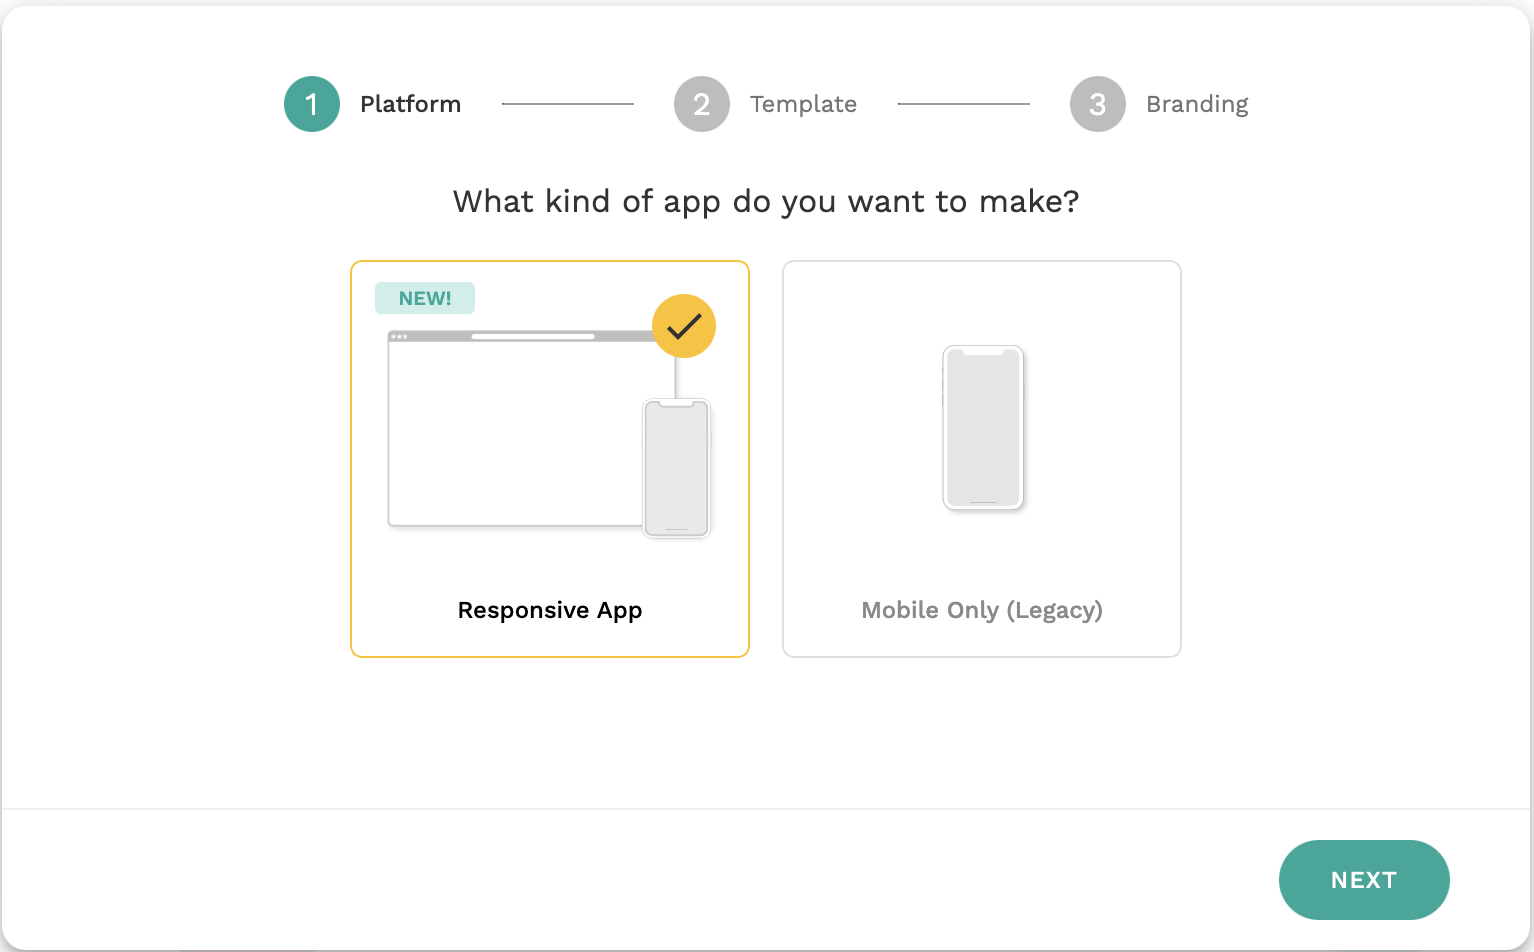 1 Platform 2 Template 3 Branding
What kind of app do you want to make?
NEW!
Responsive App
Mobile Only (Legacy)
NEXT